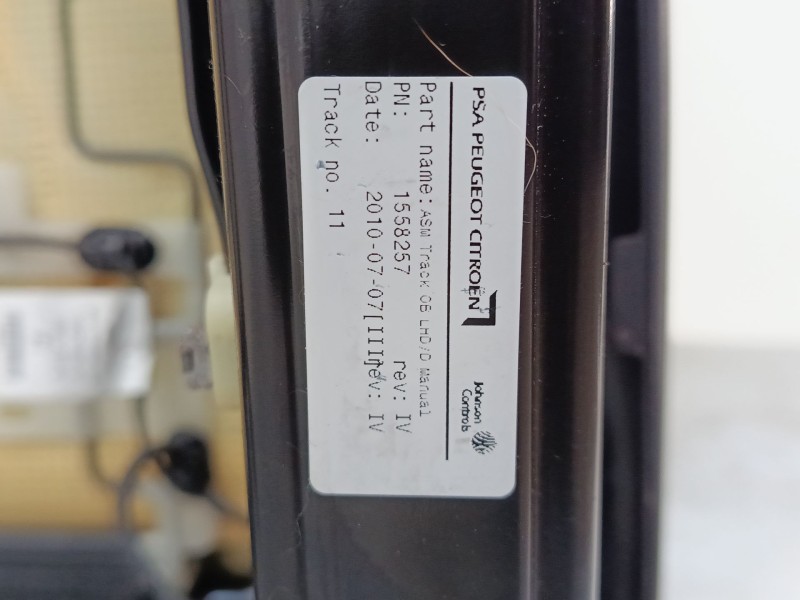 PSA PEUGEOT CITROËN
Johnson
Controls
Part name: ASM Track OB LHD/D Manual
PN: 1558257 rev: IV
Date: 2010-07-07[III] rev: IV
Track no. 11